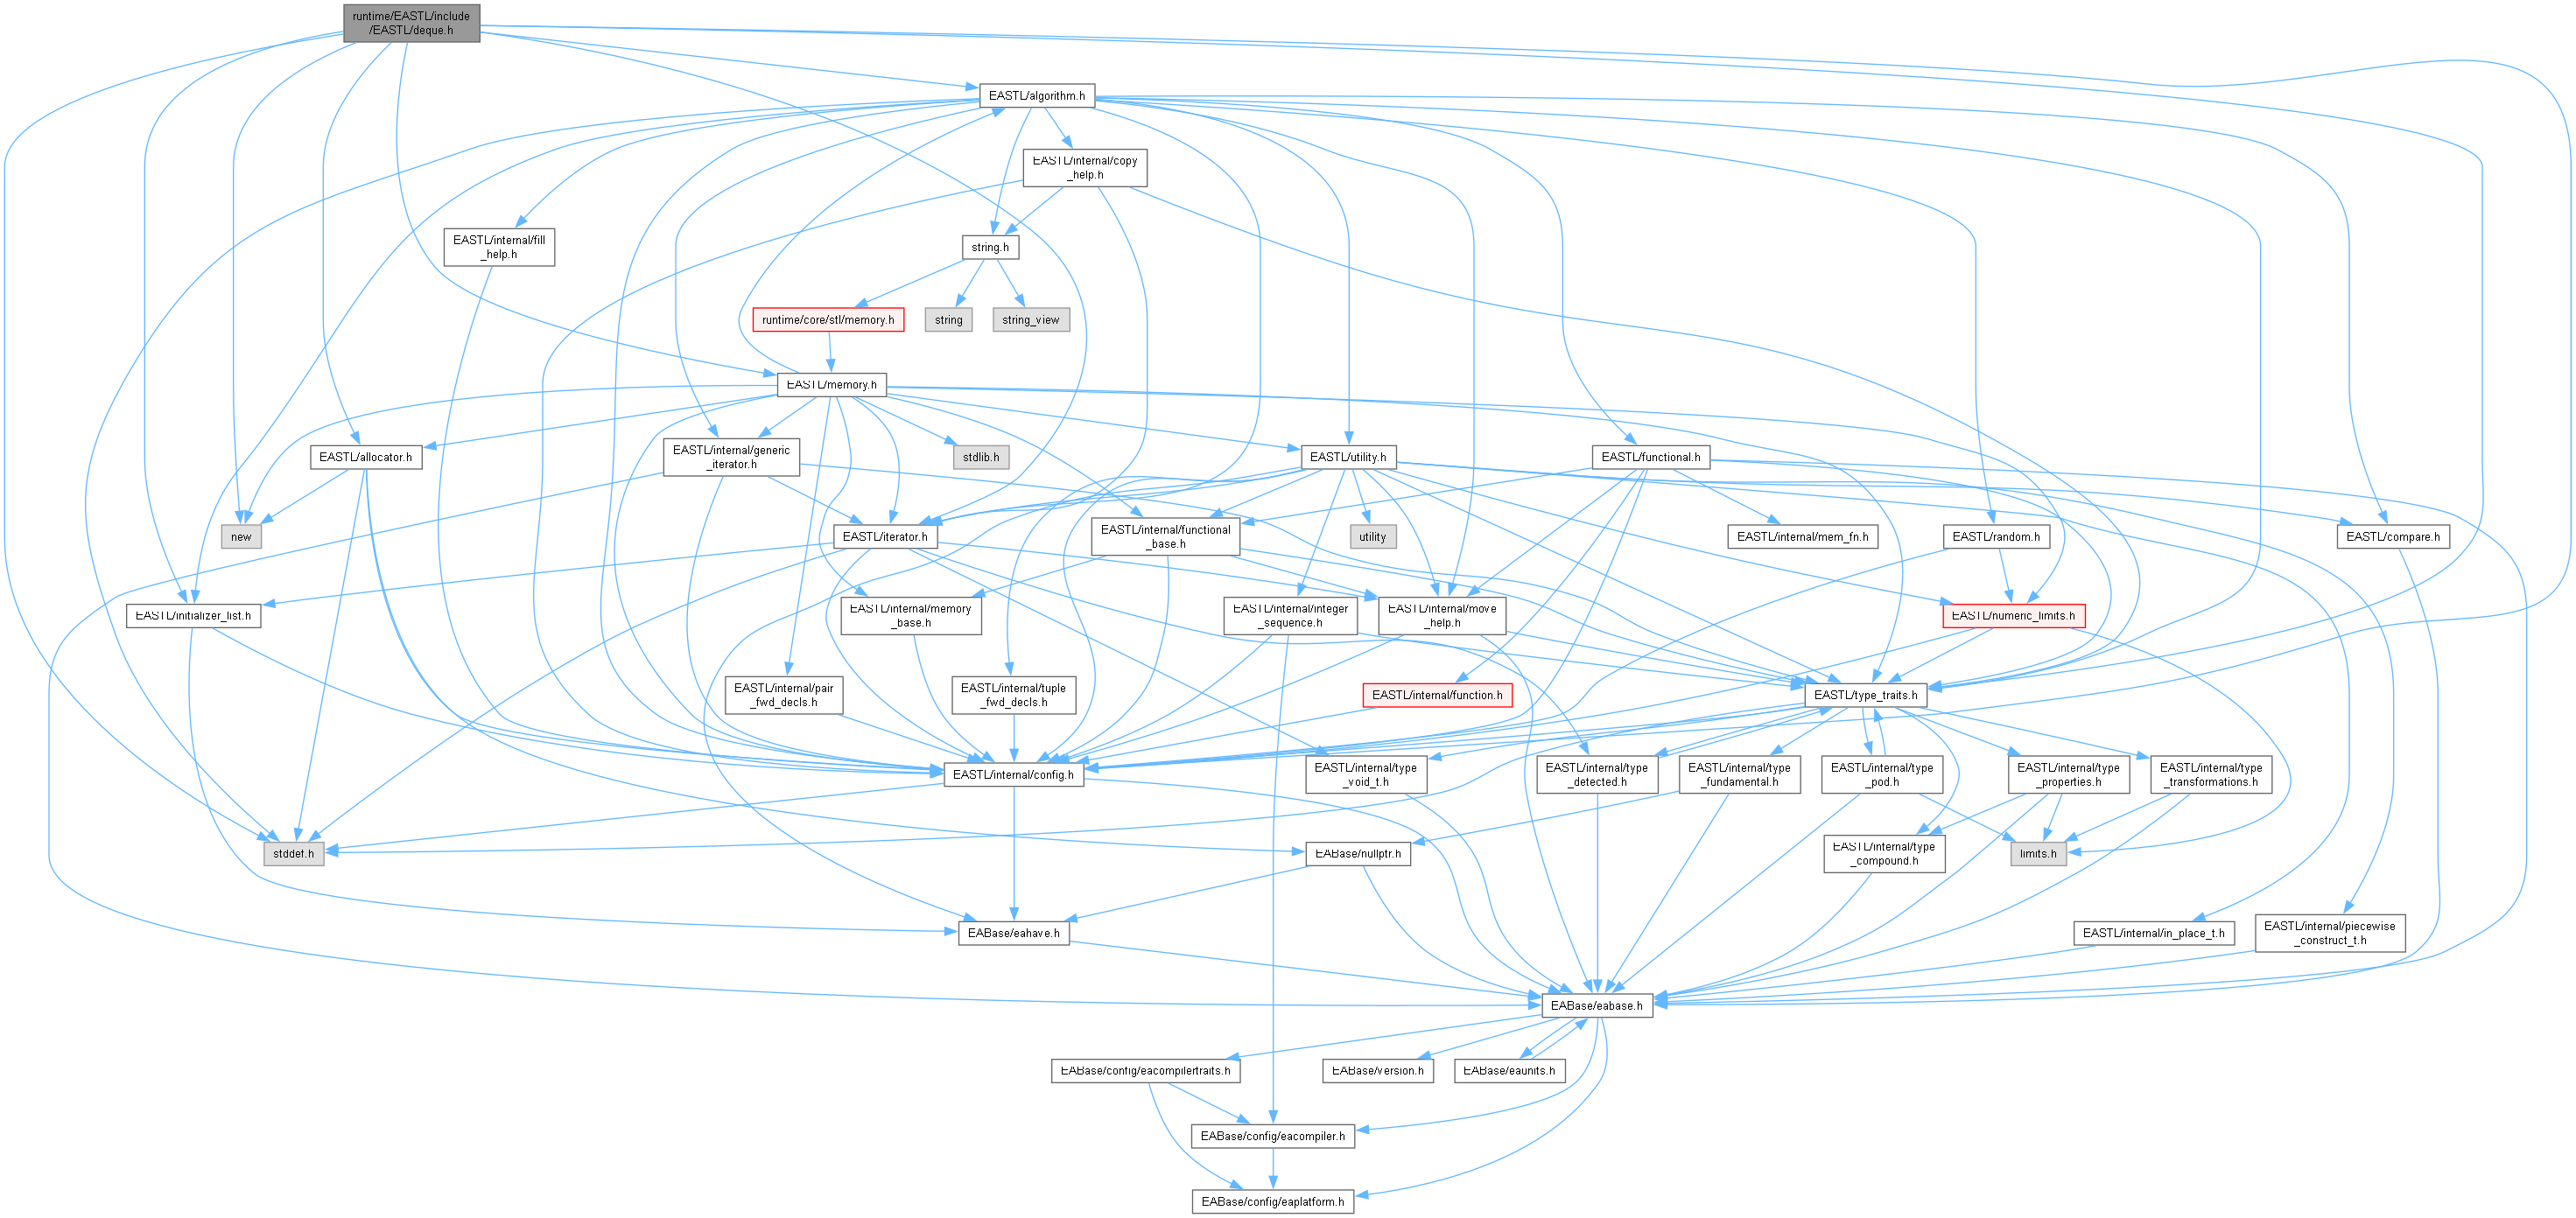 runtime/EASTL/include
/EASTL/deque.h
EASTL/algorithm.h
EASTL/internal/copy
_help.h
EASTL/internal/fill
_help.h
string.h
runtime/core/stl/memory.h
string
string_view
EASTL/memory.h
EASTL/allocator.h
EASTL/internal/generic
_iterator.h
stdlib.h
EASTL/utility.h
EASTL/functional.h
new
EASTL/iterator.h
EASTL/internal/functional
_base.h
utility
EASTL/internal/mem_fn.h
EASTL/random.h
EASTL/compare.h
EASTL/initializer_list.h
EASTL/internal/memory
_base.h
EASTL/internal/integer
_sequence.h
EASTL/internal/move
_help.h
EASTL/numeric_limits.h
EASTL/internal/pair
_fwd_decls.h
EASTL/internal/tuple
_fwd_decls.h
EASTL/internal/function.h
EASTL/type_traits.h
EASTL/internal/config.h
EASTL/internal/type
_void_t.h
EASTL/internal/type
_detected.h
EASTL/internal/type
_fundamental.h
EASTL/internal/type
_pod.h
EASTL/internal/type
_properties.h
EASTL/internal/type
_transformations.h
stddef.h
EABase/nullptr.h
EASTL/internal/type
_compound.h
limits.h
EABase/eahave.h
EASTL/internal/in_place_t.h
EASTL/internal/piecewise
_construct_t.h
EABase/eabase.h
EABase/config/eacompilertraits.h
EABase/version.h
EABase/eaunits.h
EABase/config/eacompiler.h
EABase/config/eaplatform.h